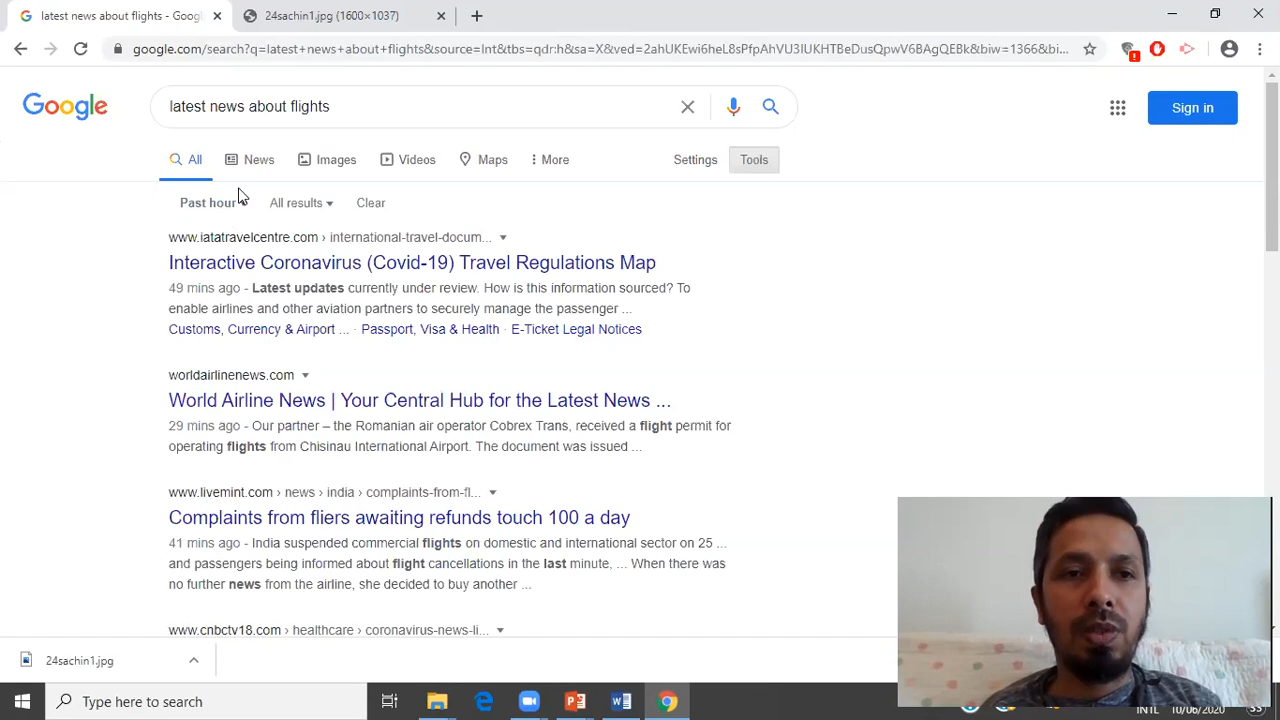 latest news about flights - Googl
24sachin1.jpg (1600×1037)
google.com/search?q=latest+news+about+flights&source=lnt&tbs=qdr:h&sa=X&ved=2ahUKEwi6heL8sPfpAhVU3IUKHTBeDusQpwV6BAgQEBk&biw=1366&bi...
Google
latest news about flights
Sign in
All
News
Images
Videos
Maps
More
Settings
Tools
Past hour
All results
Clear
www.iatatravelcentre.com › international-travel-docum...
Interactive Coronavirus (Covid-19) Travel Regulations Map
49 mins ago - Latest updates currently under review. How is this information sourced? To
enable airlines and other aviation partners to securely manage the passenger ...
Customs, Currency & Airport ... · Passport, Visa & Health · E-Ticket Legal Notices
worldairlinenews.com
World Airline News | Your Central Hub for the Latest News ...
29 mins ago - Our partner – the Romanian air operator Cobrex Trans, received a flight permit for
operating flights from Chisinau International Airport. The document was issued ...
www.livemint.com › news › india › complaints-from-fl...
Complaints from fliers awaiting refunds touch 100 a day
41 mins ago - India suspended commercial flights on domestic and international sector on 25 ...
and passengers being informed about flight cancellations in the last minute, ... When there was
no further news from the airline, she decided to buy another ...
www.cnbctv18.com › healthcare › coronavirus-news-li...
24sachin1.jpg
Type here to search
INTL
10/06/2020